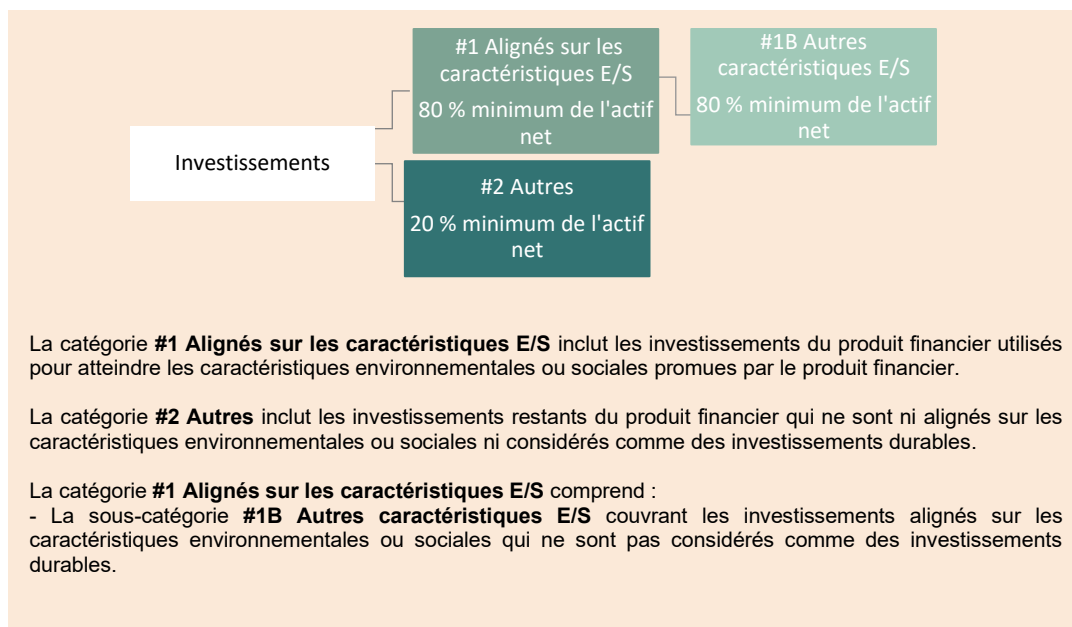 #1 Alignés sur les
caractéristiques E/S
80 % minimum de l'actif
net
#1B Autres
caractéristiques E/S
80 % minimum de l'actif
net
Investissements
#2 Autres
20 % minimum de l'actif
net
La catégorie #1 Alignés sur les caractéristiques E/S inclut les investissements du produit financier utilisés
pour atteindre les caractéristiques environnementales ou sociales promues par le produit financier.
La catégorie #2 Autres inclut les investissements restants du produit financier qui ne sont ni alignés sur les
caractéristiques environnementales ou sociales ni considérés comme des investissements durables.
La catégorie #1 Alignés sur les caractéristiques E/S comprend :
- La sous-catégorie #1B Autres caractéristiques E/S couvrant les investissements alignés sur les
caractéristiques environnementales ou sociales qui ne sont pas considérés comme des investissements
durables.